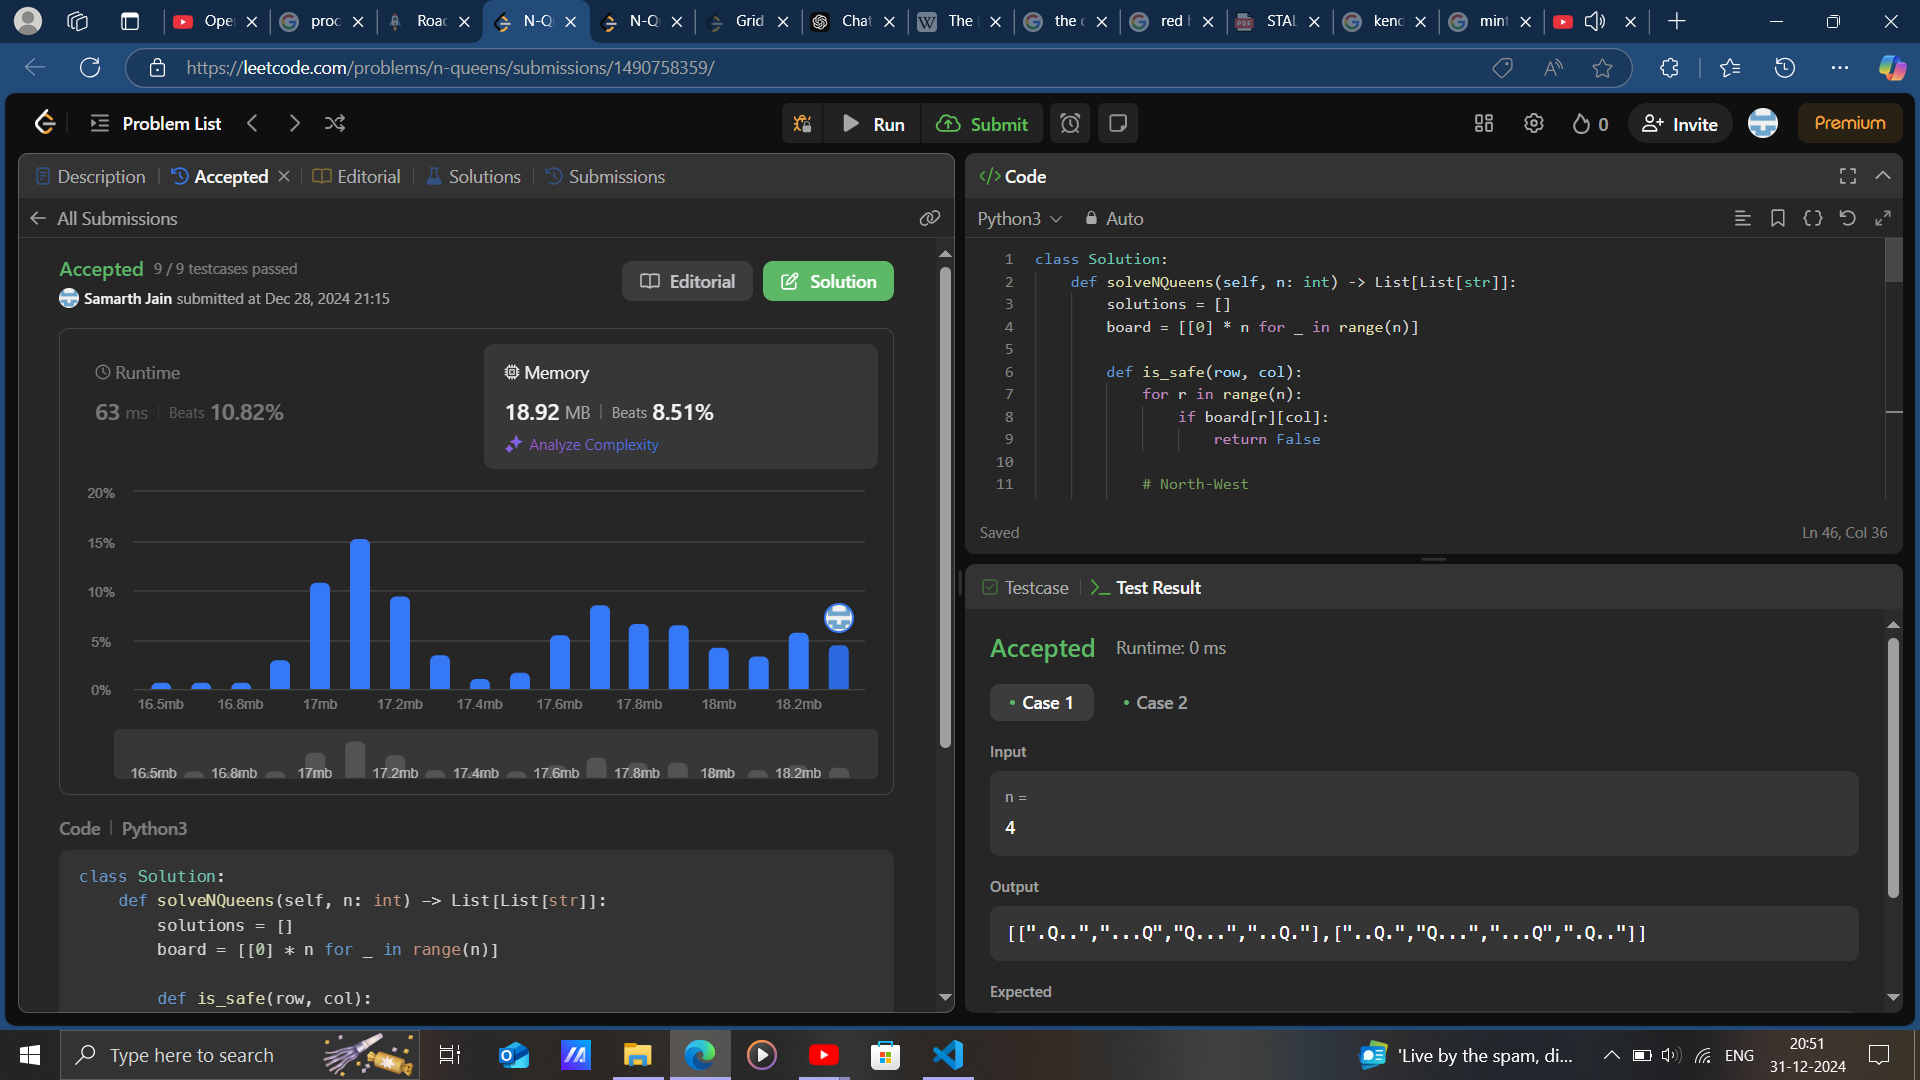 Oper
proc
Road
N-Q
N-Q
Grid
Chat
The
the c
red h
STAL
kend
mint
https://leetcode.com/problems/n-queens/submissions/1490758359/
Problem List
Run
Submit
0
Invite
Premium
Description
Accepted
Editorial
Solutions
Submissions
All Submissions
Accepted 9 / 9 testcases passed
Samarth Jain submitted at Dec 28, 2024 21:15
Editorial
Solution
Runtime
63 ms | Beats 10.82%
Memory
18.92 MB | Beats 8.51%
Analyze Complexity
20%
15%
10%
5%
0%
16.5mb 16.8mb 17mb 17.2mb 17.4mb 17.6mb 17.8mb 18mb 18.2mb
16.5mb 16.8mb 17mb 17.2mb 17.4mb 17.6mb 17.8mb 18mb 18.2mb
Code | Python3
class Solution:
def solveNQueens(self, n: int) -> List[List[str]]:
solutions = []
board = [[0] * n for _ in range(n)]
def is_safe(row, col):
</> Code
Python3
Auto
1 class Solution:
2 def solveNQueens(self, n: int) -> List[List[str]]:
3 solutions = []
4 board = [[0] * n for _ in range(n)]
5
6 def is_safe(row, col):
7 for r in range(n):
8 if board[r][col]:
9 return False
10
11 # North-West
Saved
Ln 46, Col 36
Testcase
>_ Test Result
Accepted Runtime: 0 ms
• Case 1
• Case 2
Input
n =
4
Output
[[".Q..","...Q","Q...","..Q."],["..Q.","Q...","...Q",".Q.."]]
Expected
Type here to search
'Live by the spam, di...
ENG
20:51
31-12-2024